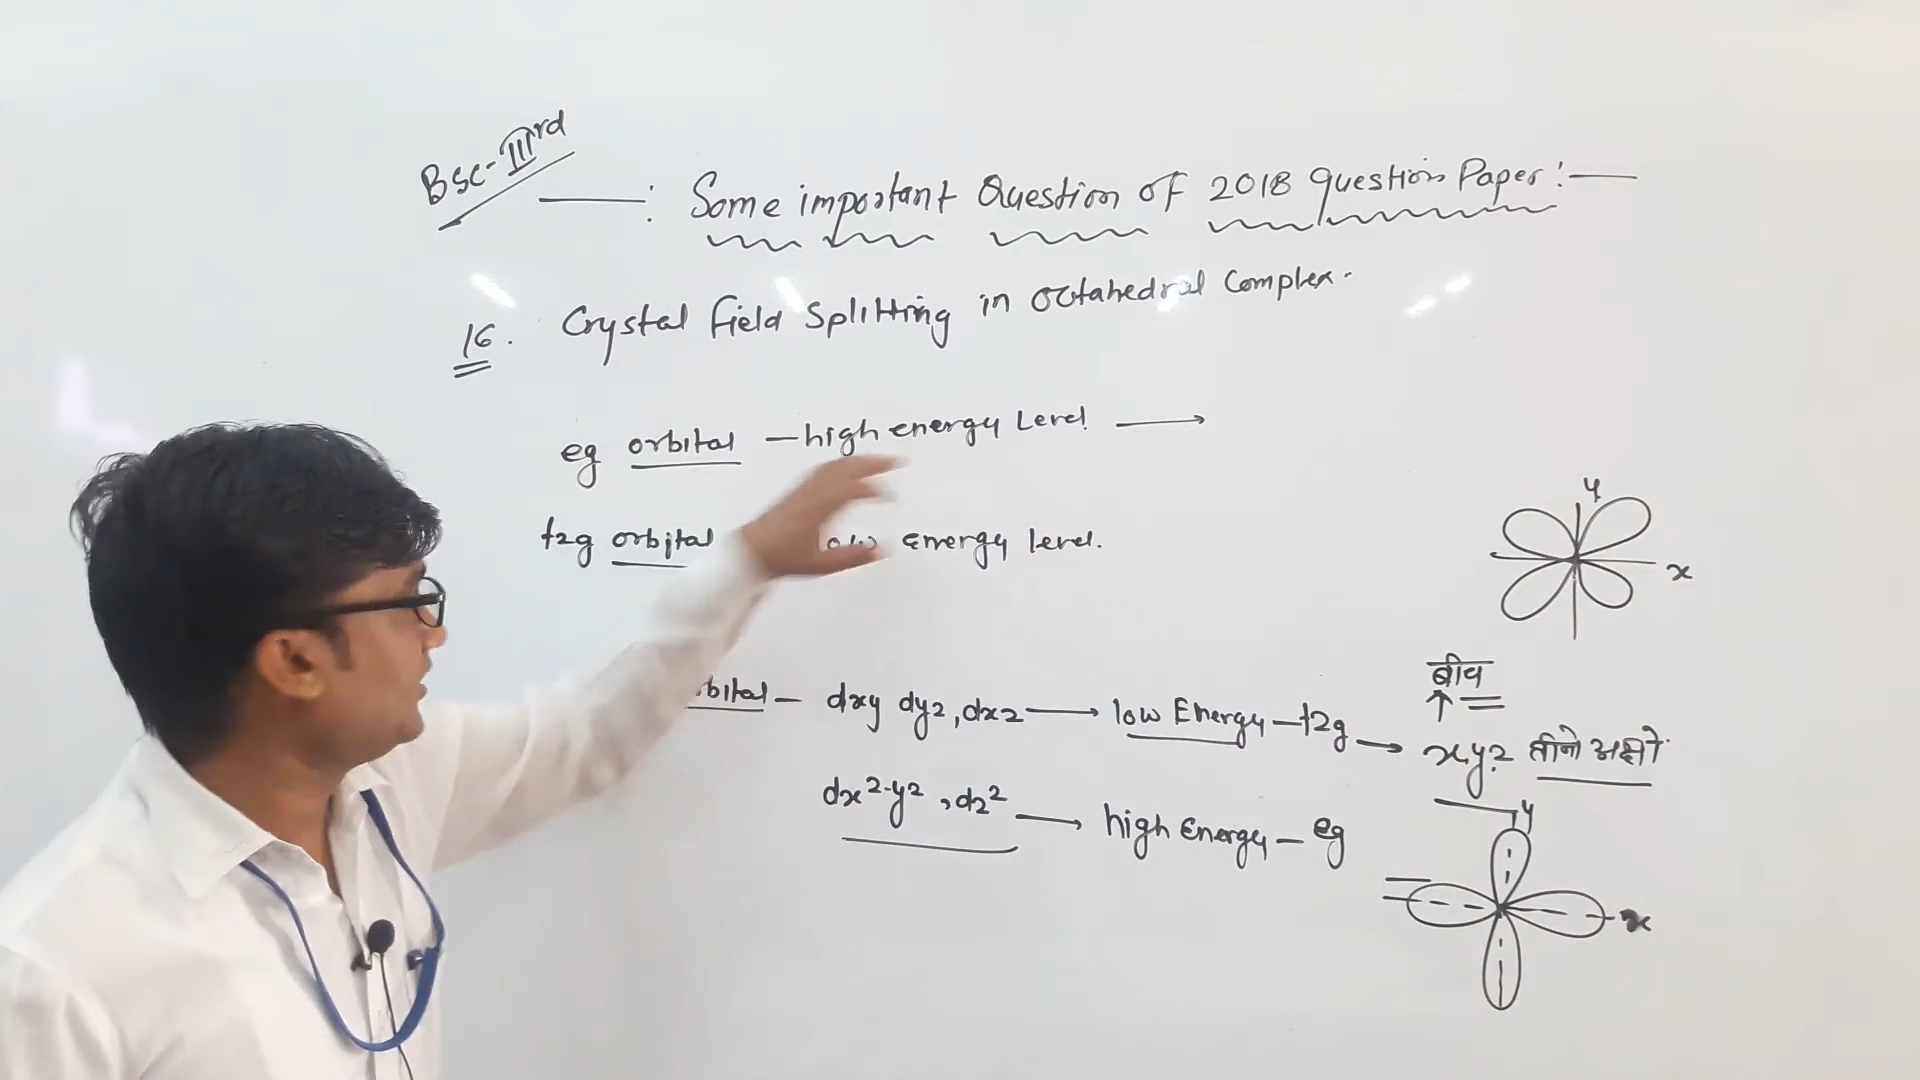 Bsc-IIIrd
: Some important Question of 2018 question Paper:-
16. Crystal field Splitting in octahedral Complex.
eg orbital - high energy Level →
t2g orbital low energy level.
y
x
बीच
↑
bital - dxy dyz, dxz → low Energy - t2g → x,y,z तीनो अक्षो
dx²-y², dz² → high Energy - eg
y
x